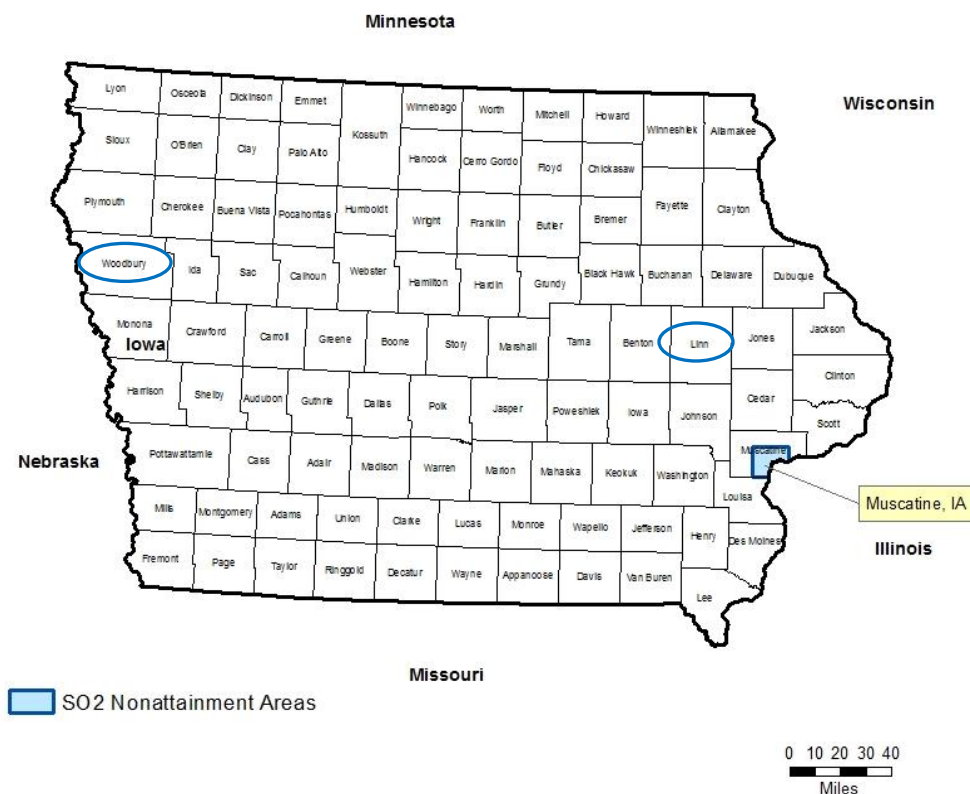 Minnesota
Wisconsin
Lyon
Osceola
Dickinson
Emmet
Kossuth
Winnebago
Worth
Mitchell
Howard
Winneshiek
Allamakee
Sioux
O'Brien
Clay
Palo Alto
Hancock
Cerro Gordo
Floyd
Chickasaw
Plymouth
Cherokee
Buena Vista
Pocahontas
Humboldt
Wright
Franklin
Butler
Bremer
Fayette
Clayton
Woodbury
Ida
Sac
Calhoun
Webster
Hamilton
Hardin
Grundy
Black Hawk
Buchanan
Delaware
Dubuque
Monona
Iowa
Crawford
Carroll
Greene
Boone
Story
Marshall
Tama
Benton
Linn
Jones
Jackson
Clinton
Harrison
Shelby
Audubon
Guthrie
Dallas
Polk
Jasper
Poweshiek
Iowa
Johnson
Cedar
Scott
Nebraska
Pottawattamie
Cass
Adair
Madison
Warren
Marion
Mahaska
Keokuk
Washington
Muscatine
Louisa
Muscatine, IA
Illinois
Mills
Montgomery
Adams
Union
Clarke
Lucas
Monroe
Wapello
Jefferson
Henry
Des Moines
Fremont
Page
Taylor
Ringgold
Decatur
Wayne
Appanoose
Davis
Van Buren
Lee
Missouri
SO2 Nonattainment Areas
0 10 20 30 40
Miles